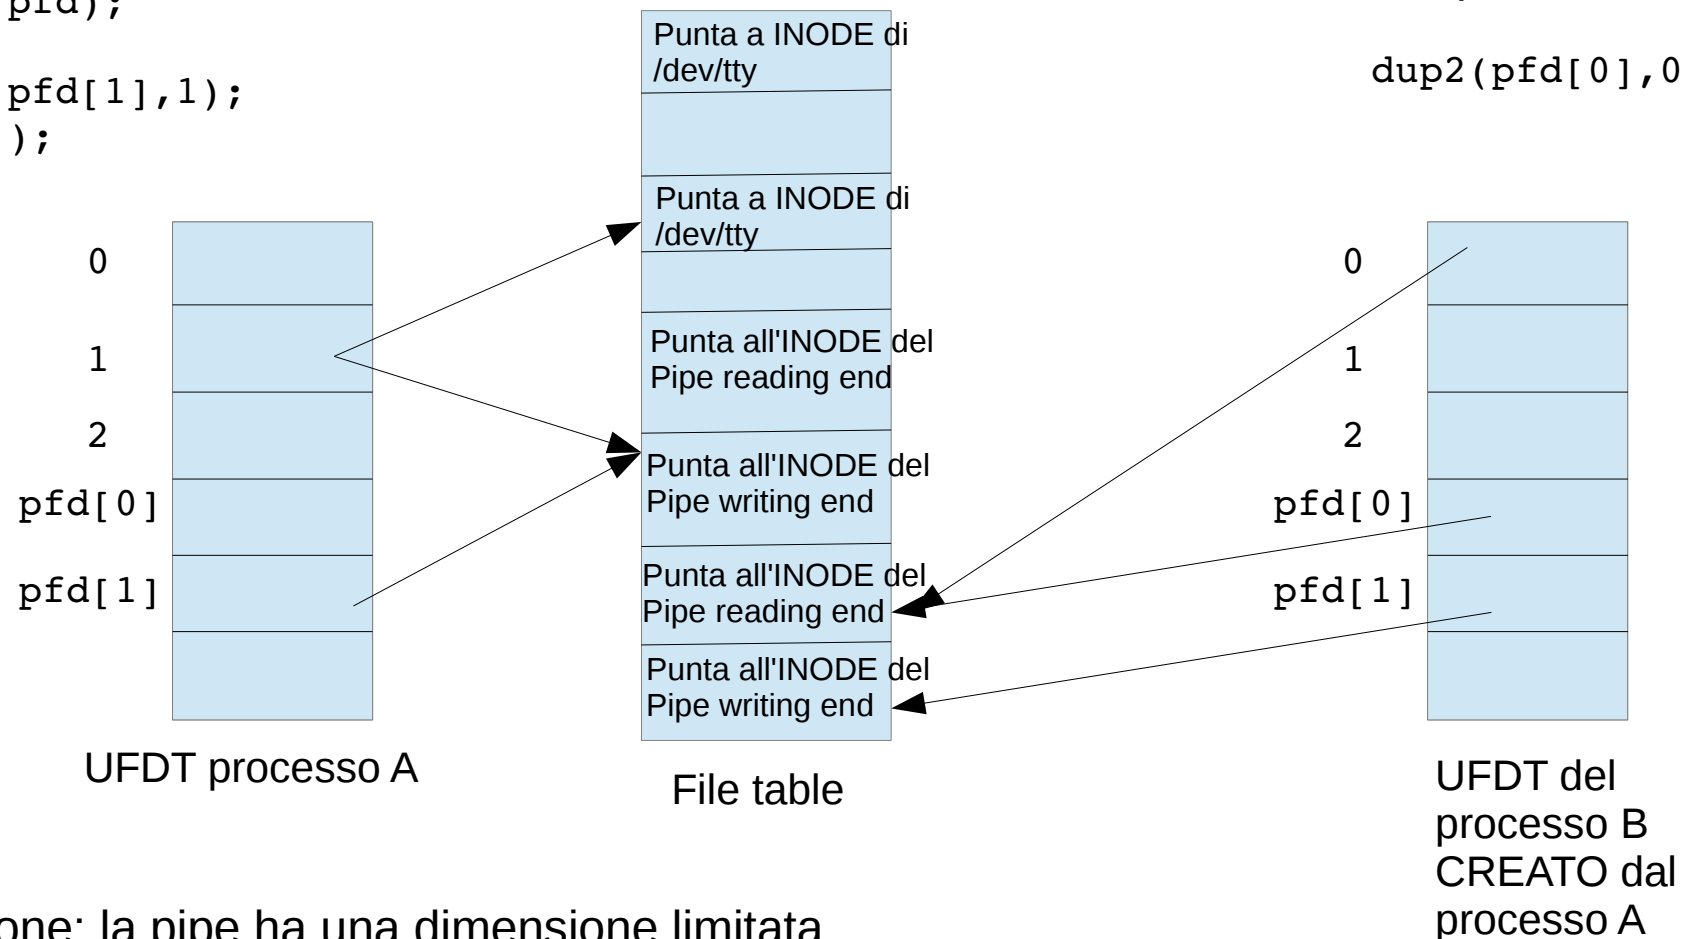 pfd);
pfd[1],1);
);
dup2(pfd[0],0
Punta a INODE di
/dev/tty
Punta a INODE di
/dev/tty
Punta all'INODE del
Pipe reading end
Punta all'INODE del
Pipe writing end
Punta all'INODE del
Pipe reading end
Punta all'INODE del
Pipe writing end
0
1
2
pfd[0]
pfd[1]
0
1
2
pfd[0]
pfd[1]
UFDT processo A
File table
UFDT del
processo B
CREATO dal
processo A
one: la pipe ha una dimensione limitata